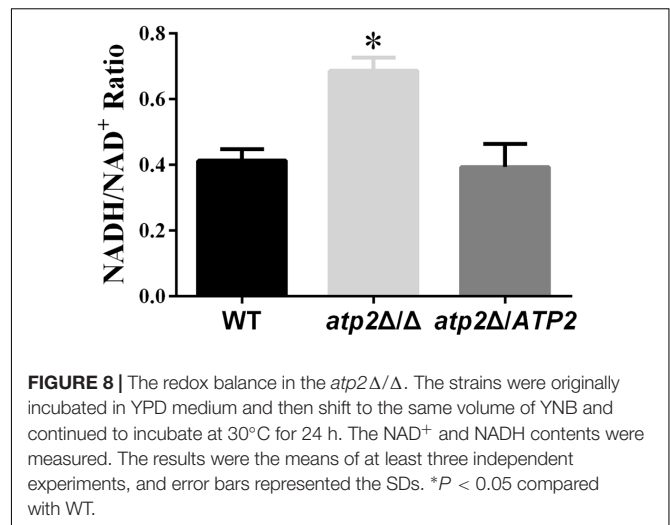 0.8
*
0.6
0.4
0.2
0.0
NADH/NAD+ Ratio
WT atp2Δ/Δ atp2Δ/ATP2
FIGURE 8 | The redox balance in the atp2Δ/Δ. The strains were originally
incubated in YPD medium and then shift to the same volume of YNB and
continued to incubate at 30°C for 24 h. The NAD+ and NADH contents were
measured. The results were the means of at least three independent
experiments, and error bars represented the SDs. *P < 0.05 compared
with WT.